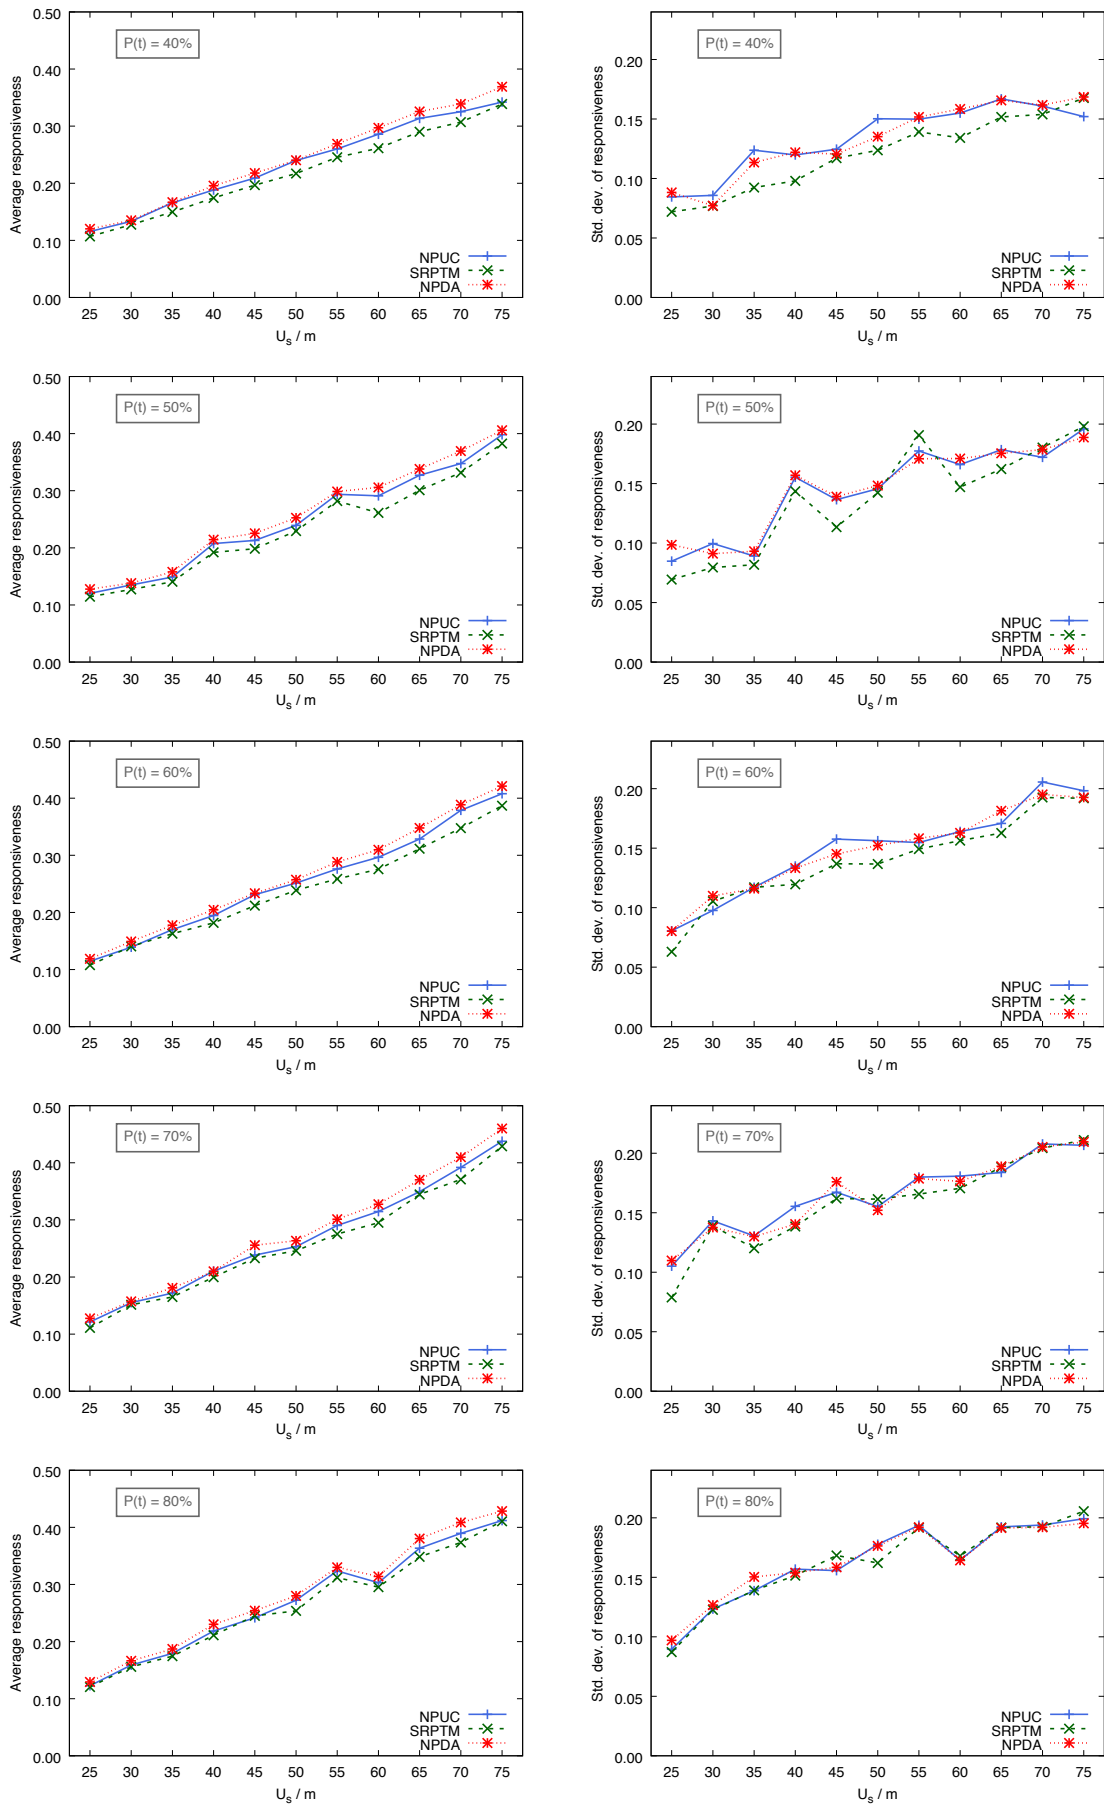 0.50
0.40
0.30
0.20
0.10
0.00
Average responsiveness
P(t) = 40%
NPUC
SRPTM
NPDA
25 30 35 40 45 50 55 60 65 70 75
U_s / m
0.20
0.15
0.10
0.05
0.00
Std. dev. of responsiveness
P(t) = 40%
NPUC
SRPTM
NPDA
25 30 35 40 45 50 55 60 65 70 75
U_s / m
0.50
0.40
0.30
0.20
0.10
0.00
Average responsiveness
P(t) = 50%
NPUC
SRPTM
NPDA
25 30 35 40 45 50 55 60 65 70 75
U_s / m
0.20
0.15
0.10
0.05
0.00
Std. dev. of responsiveness
P(t) = 50%
NPUC
SRPTM
NPDA
25 30 35 40 45 50 55 60 65 70 75
U_s / m
0.50
0.40
0.30
0.20
0.10
0.00
Average responsiveness
P(t) = 60%
NPUC
SRPTM
NPDA
25 30 35 40 45 50 55 60 65 70 75
U_s / m
0.20
0.15
0.10
0.05
0.00
Std. dev. of responsiveness
P(t) = 60%
NPUC
SRPTM
NPDA
25 30 35 40 45 50 55 60 65 70 75
U_s / m
0.50
0.40
0.30
0.20
0.10
0.00
Average responsiveness
P(t) = 70%
NPUC
SRPTM
NPDA
25 30 35 40 45 50 55 60 65 70 75
U_s / m
0.20
0.15
0.10
0.05
0.00
Std. dev. of responsiveness
P(t) = 70%
NPUC
SRPTM
NPDA
25 30 35 40 45 50 55 60 65 70 75
U_s / m
0.50
0.40
0.30
0.20
0.10
0.00
Average responsiveness
P(t) = 80%
NPUC
SRPTM
NPDA
25 30 35 40 45 50 55 60 65 70 75
U_s / m
0.20
0.15
0.10
0.05
0.00
Std. dev. of responsiveness
P(t) = 80%
NPUC
SRPTM
NPDA
25 30 35 40 45 50 55 60 65 70 75
U_s / m